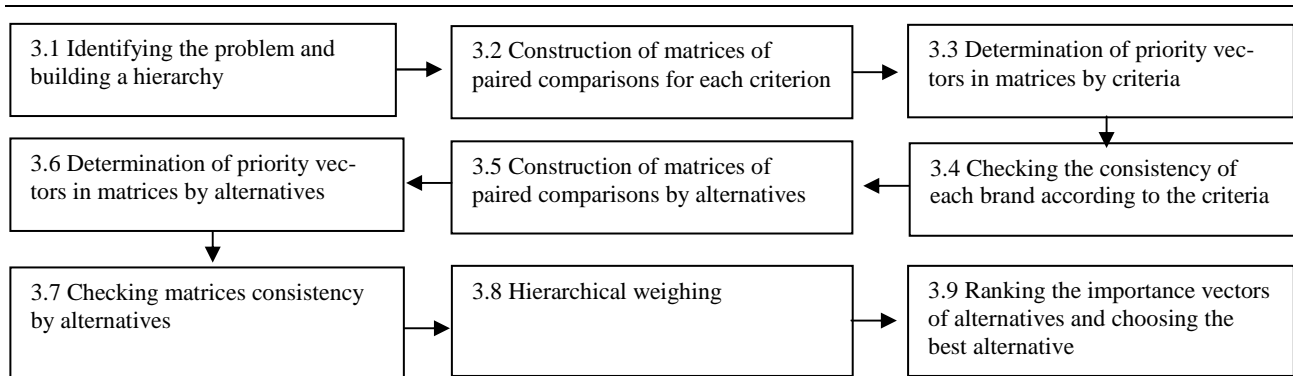 3.1 Identifying the problem and
building a hierarchy
3.2 Construction of matrices of
paired comparisons for each criterion
3.3 Determination of priority vec-
tors in matrices by criteria
3.4 Checking the consistency of
each brand according to the criteria
3.5 Construction of matrices of
paired comparisons by alternatives
3.6 Determination of priority vec-
tors in matrices by alternatives
3.7 Checking matrices consistency
by alternatives
3.8 Hierarchical weighing
3.9 Ranking the importance vectors
of alternatives and choosing the
best alternative